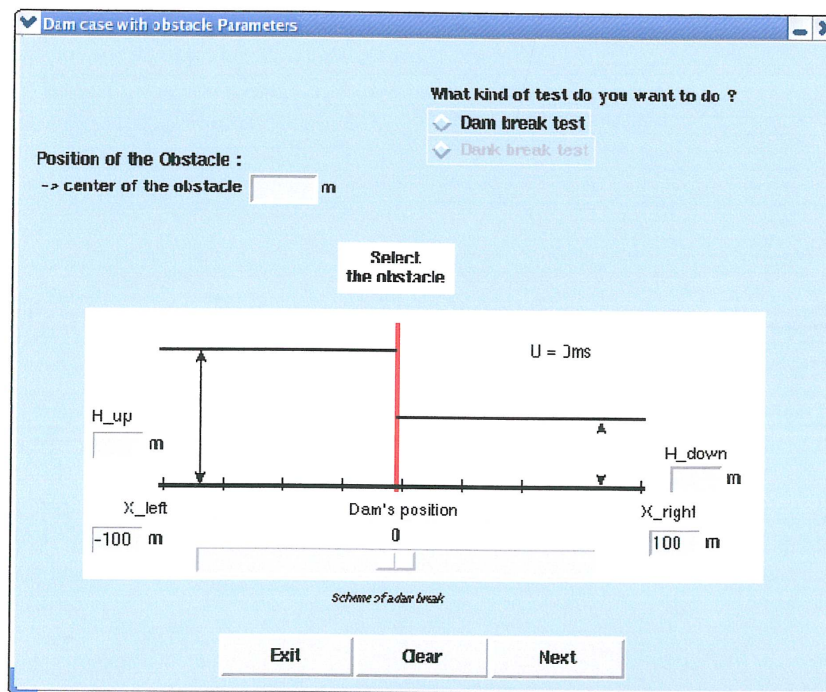 Dam case with obstacle Parameters
What kind of test do you want to do ?
Dam break test
Dank break test
Position of the Obstacle :
-> center of the obstacle m
Select
the obstacle
U = 0ms
H_up
m
H_down
m
X_left
Dam's position
X_right
-100 m
0
100 m
Scheme of a dam break
Exit
Clear
Next